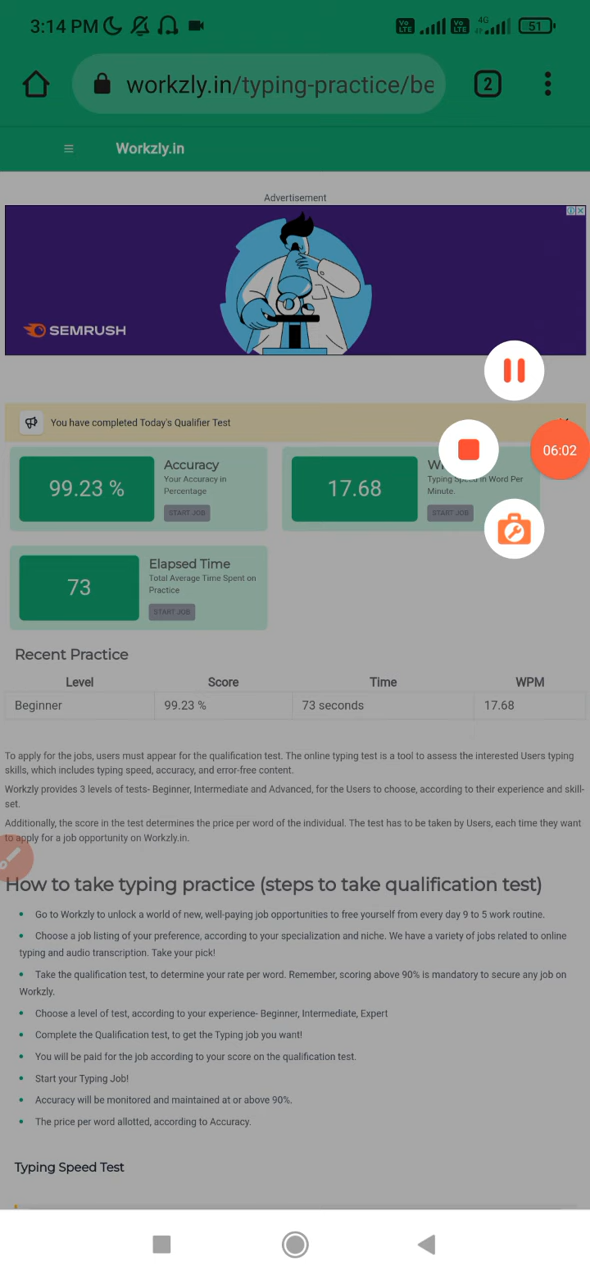 3:14 PM
Vo LTE Vo LTE 4G 51
workzly.in/typing-practice/be
2
Workzly.in
Advertisement
SEMRUSH
You have completed Today's Qualifier Test
06:02
99.23 %
Accuracy
Your Accuracy in
Percentage
START JOB
17.68
Typing Speed in Word Per
Minute.
START JOB
73
Elapsed Time
Total Average Time Spent on
Practice
START JOB
Recent Practice
Level Score Time WPM
Beginner 99.23 % 73 seconds 17.68
To apply for the jobs, users must appear for the qualification test. The online typing test is a tool to assess the interested Users typing
skills, which includes typing speed, accuracy, and error-free content.
Workzly provides 3 levels of tests- Beginner, Intermediate and Advanced, for the Users to choose, according to their experience and skill-
set.
Additionally, the score in the test determines the price per word of the individual. The test has to be taken by Users, each time they want
to apply for a job opportunity on Workzly.in.
How to take typing practice (steps to take qualification test)
Go to Workzly to unlock a world of new, well-paying job opportunities to free yourself from every day 9 to 5 work routine.
Choose a job listing of your preference, according to your specialization and niche. We have a variety of jobs related to online
typing and audio transcription. Take your pick!
Take the qualification test, to determine your rate per word. Remember, scoring above 90% is mandatory to secure any job on
Workzly.
Choose a level of test, according to your experience- Beginner, Intermediate, Expert
Complete the Qualification test, to get the Typing job you want!
You will be paid for the job according to your score on the qualification test.
Start your Typing Job!
Accuracy will be monitored and maintained at or above 90%.
The price per word allotted, according to Accuracy.
Typing Speed Test